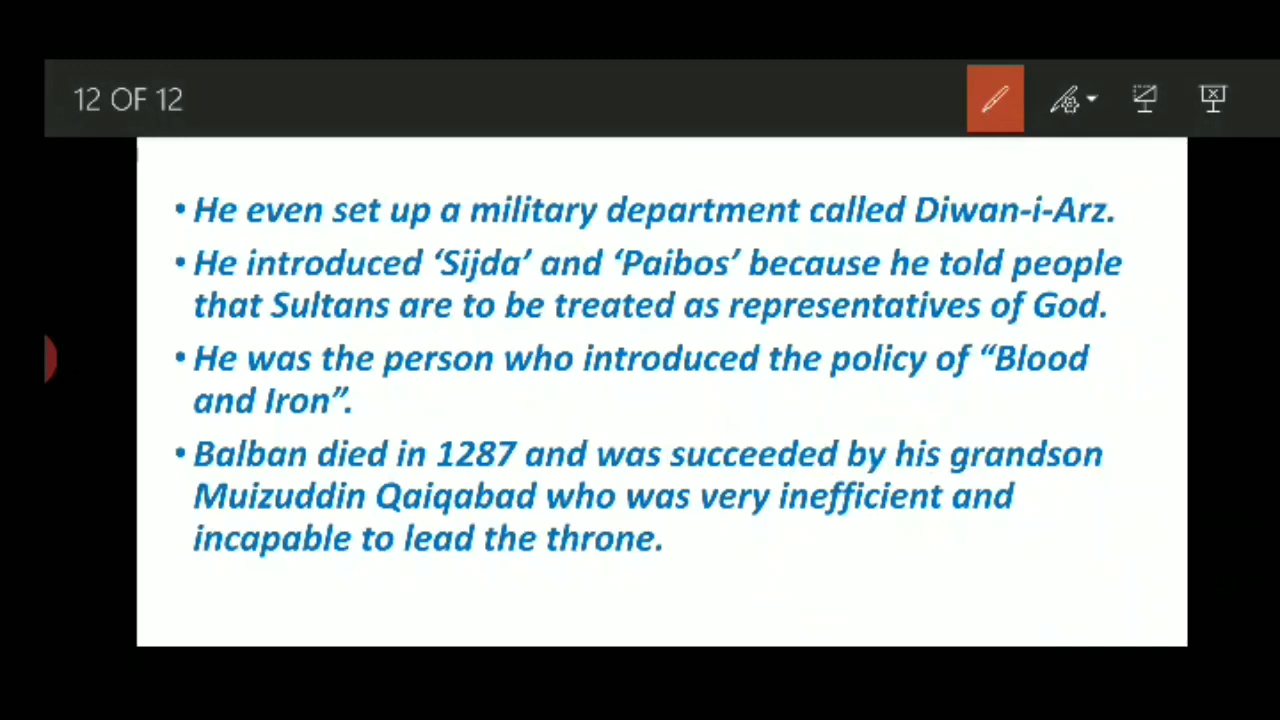 12 OF 12
• He even set up a military department called Diwan-i-Arz.
• He introduced ‘Sijda’ and ‘Paibos’ because he told people
that Sultans are to be treated as representatives of God.
• He was the person who introduced the policy of “Blood
and Iron”.
• Balban died in 1287 and was succeeded by his grandson
Muizuddin Qaiqabad who was very inefficient and
incapable to lead the throne.